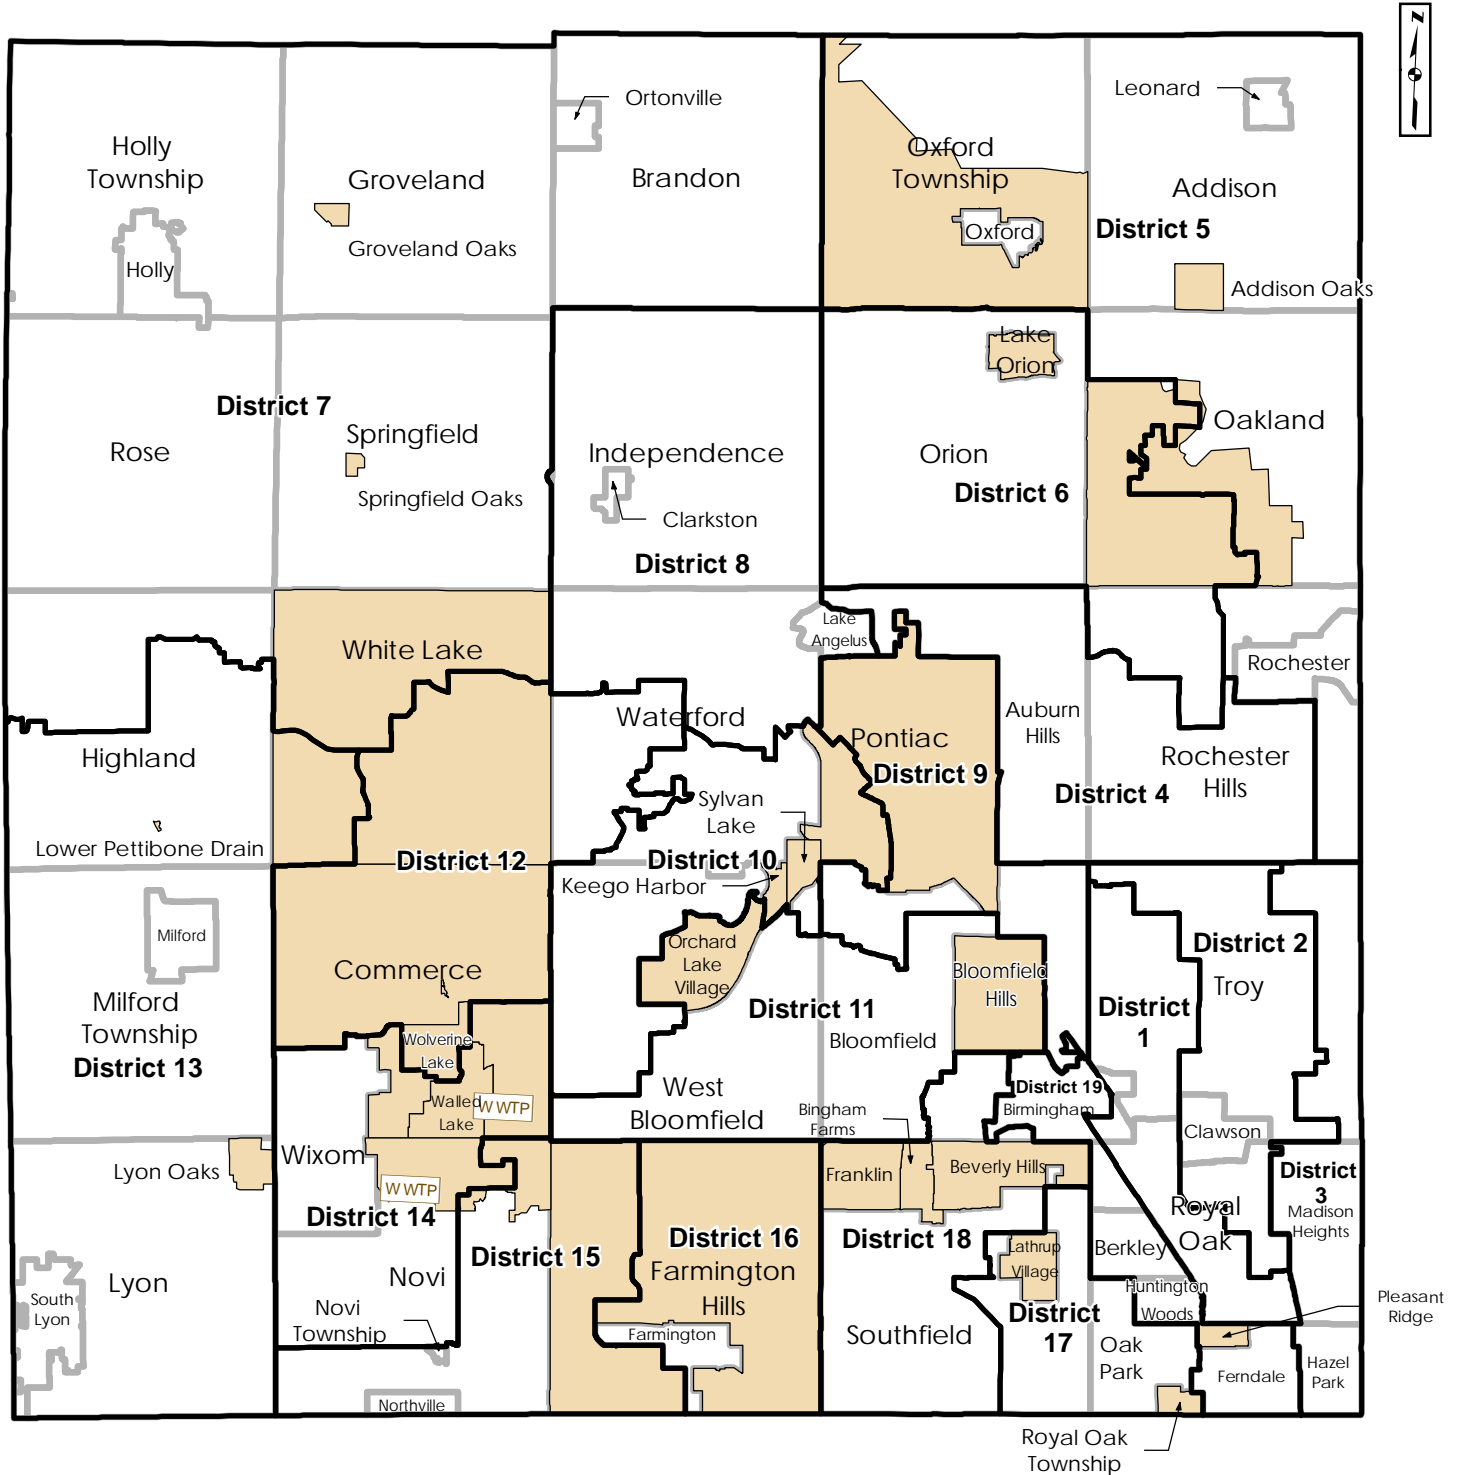 N
Ortonville
Leonard
Holly
Township
Groveland
Brandon
Oxford
Township
Addison
District 5
Oxford
Groveland Oaks
Holly
Addison Oaks
Lake
Orion
District 7
Springfield
Rose
Independence
Orion
Oakland
Springfield Oaks
District 6
Clarkston
District 8
White Lake
Lake
Angelus
Rochester
Waterford
Auburn
Hills
Pontiac
District 9
Highland
Rochester
Hills
Sylvan
Lake
District 4
Lower Pettibone Drain
District 12
District 10
Keego Harbor
Milford
Orchard
Lake
Village
District 2
Commerce
Bloomfield
Hills
Troy
Milford
Township
District 13
District 11
District
1
Wolverine
Lake
Bloomfield
West
Bloomfield
District 19
Birmingham
Walled
Lake
WWTP
Bingham
Farms
Clawson
Wixom
Lyon Oaks
Franklin
Beverly Hills
District
3
WWTP
Madison
Heights
Royal
Oak
District 14
District 15
District 16
Farmington
Hills
District 18
Lathrup
Village
Berkley
Lyon
Novi
South
Lyon
Huntington
Woods
Pleasant
Ridge
Novi
Township
Farmington
Southfield
District
17
Oak
Park
Ferndale
Hazel
Park
Northville
Royal Oak
Township